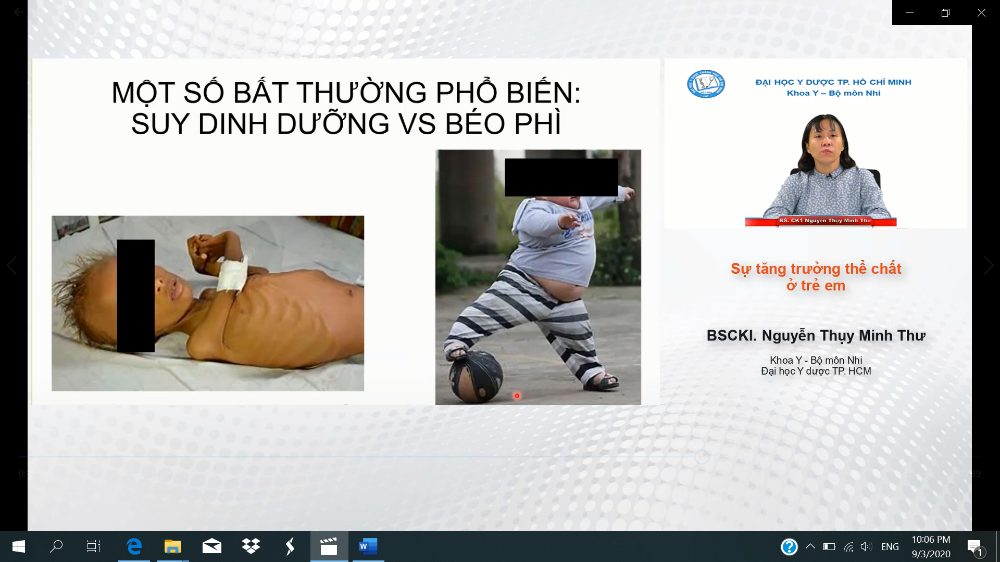 MỘT SỐ BẤT THƯỜNG PHỔ BIẾN:
SUY DINH DƯỠNG VS BÉO PHÌ
ĐẠI HỌC Y DƯỢC TP. HỒ CHÍ MINH
Khoa Y – Bộ môn Nhi
BS. CK1 Nguyễn Thụy Minh Thư
Sự tăng trưởng thể chất
ở trẻ em
BSCKI. Nguyễn Thụy Minh Thư
Khoa Y - Bộ môn Nhi
Đại học Y dược TP. HCM
ENG
10:06 PM
9/3/2020
1